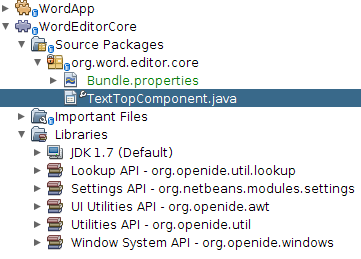 WordApp
WordEditorCore
Source Packages
org.word.editor.core
Bundle.properties
TextTopComponent.java
Important Files
Libraries
JDK 1.7 (Default)
Lookup API - org.openide.util.lookup
Settings API - org.netbeans.modules.settings
UI Utilities API - org.openide.awt
Utilities API - org.openide.util
Window System API - org.openide.windows